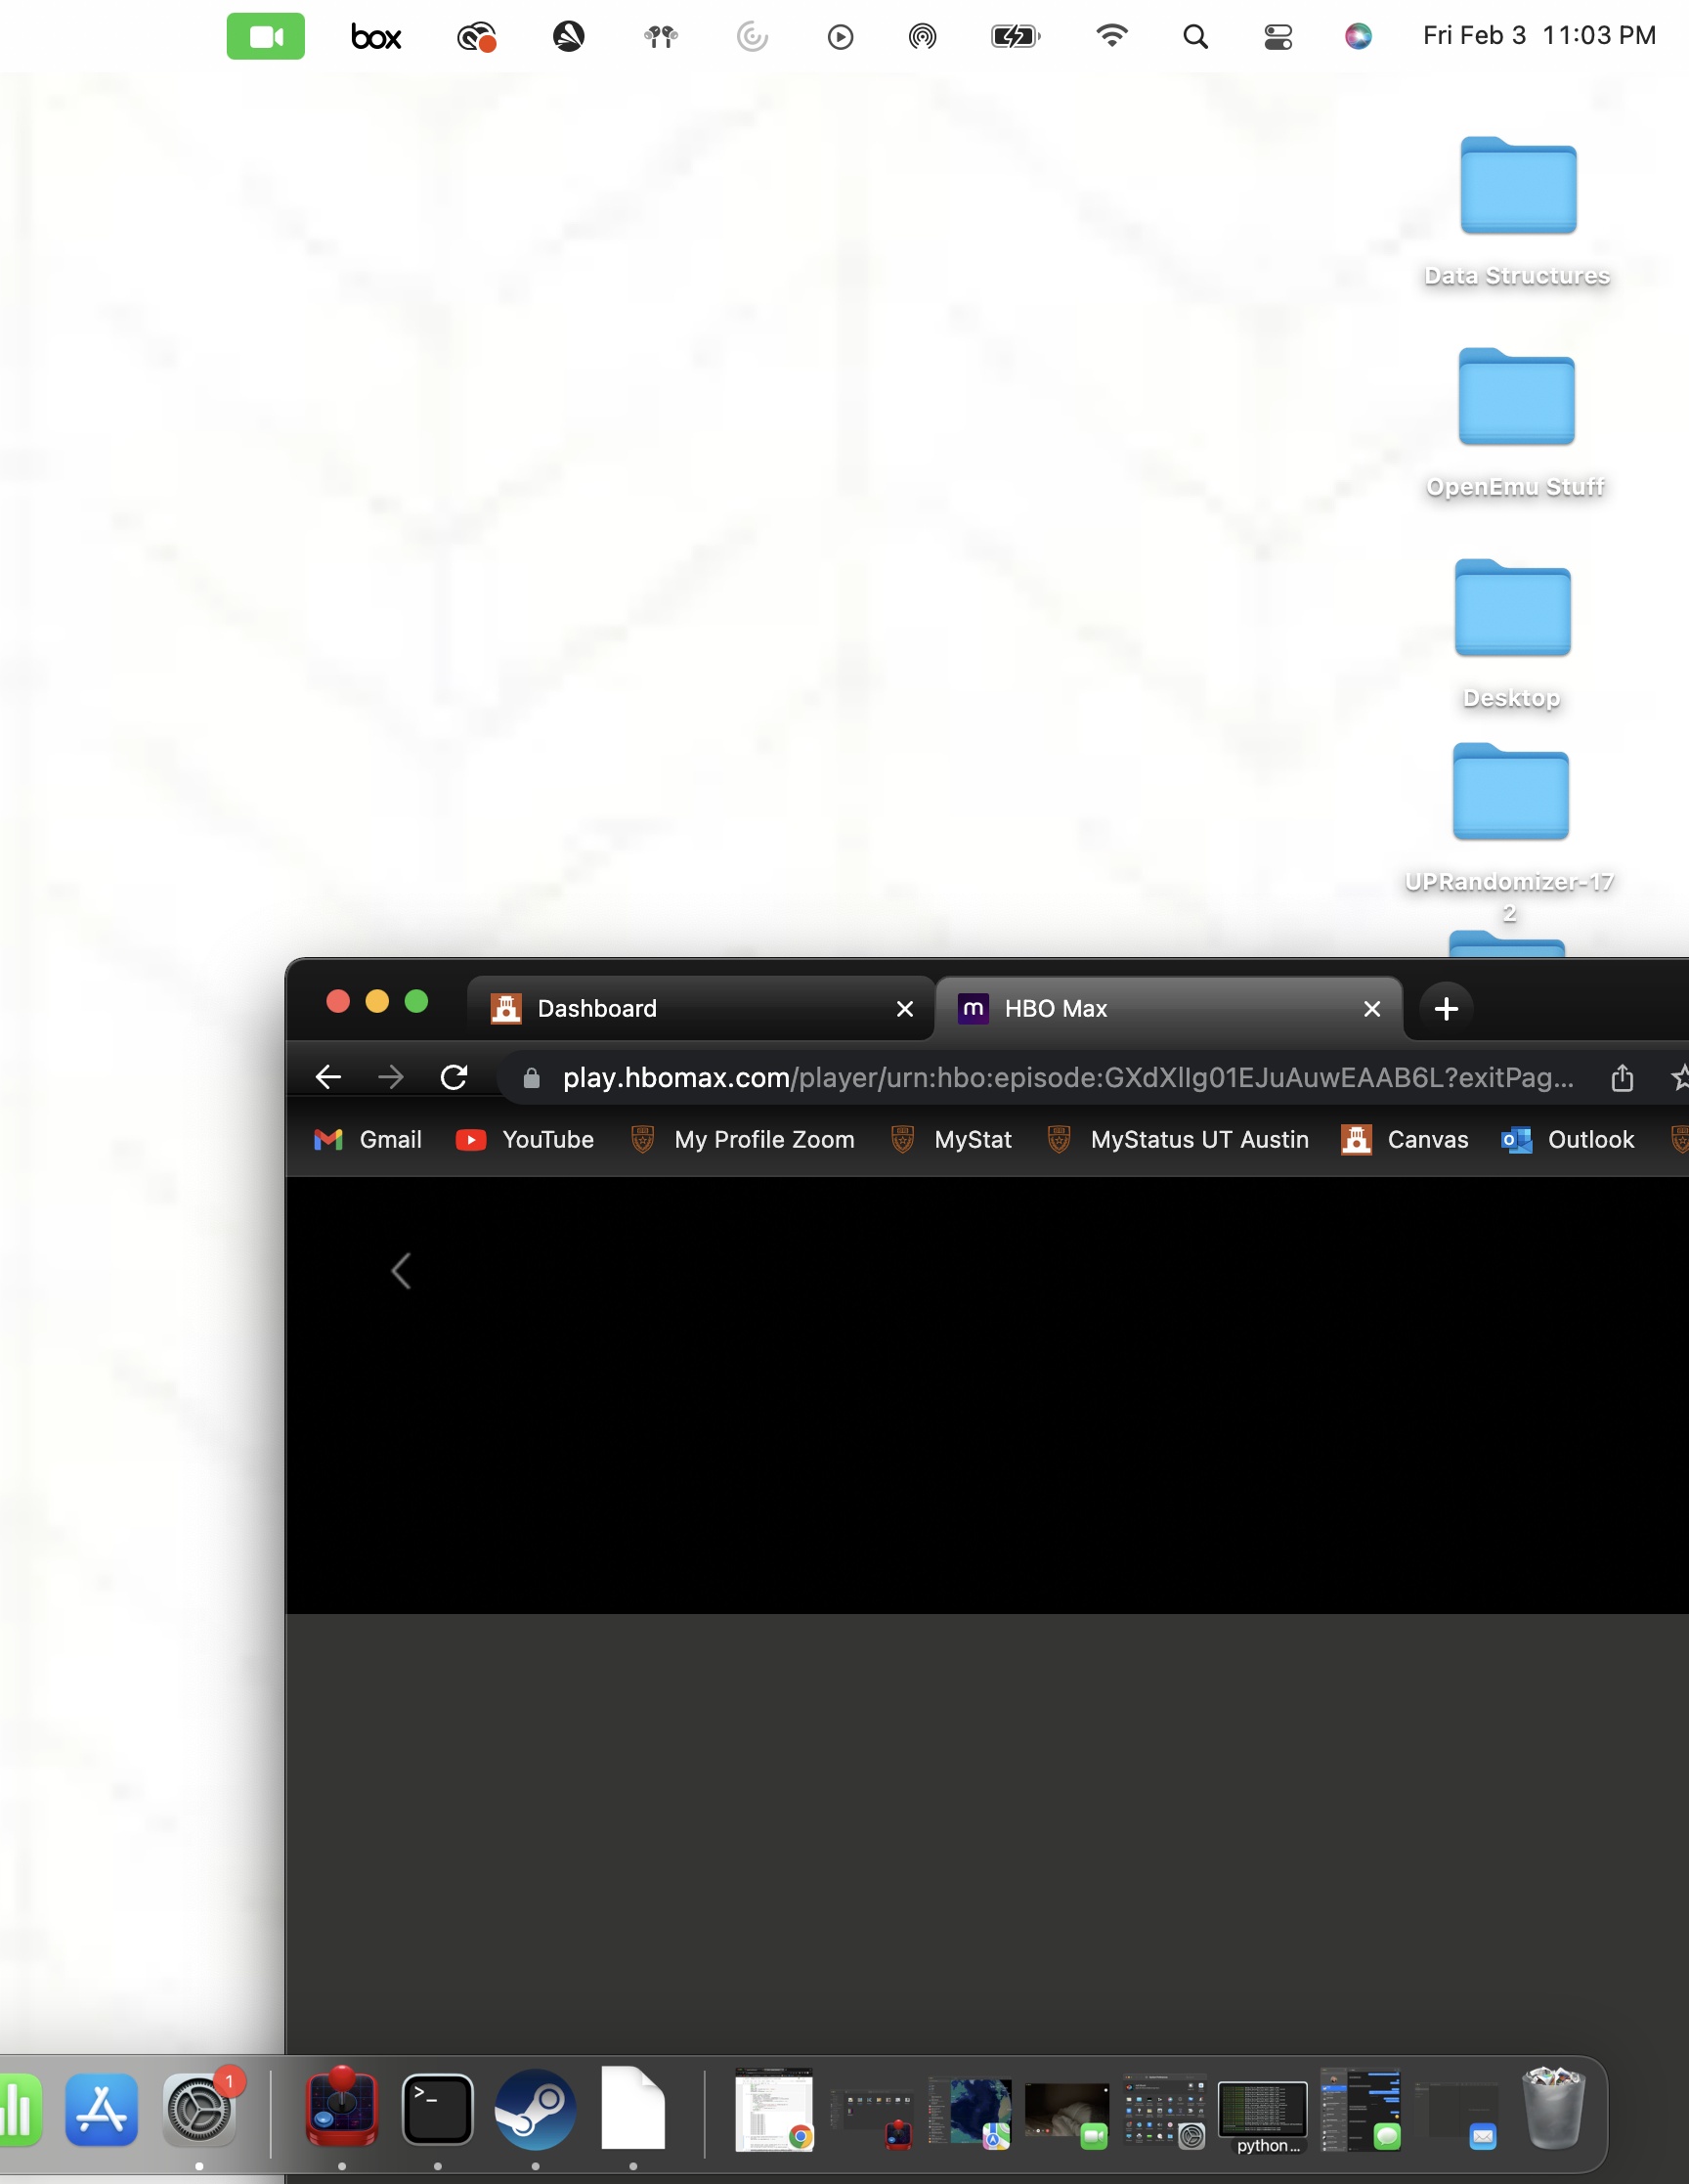 box
Fri Feb 3 11:03 PM
Data Structures
OpenEmu Stuff
Desktop
UPRandomizer-17
2
Dashboard
m HBO Max
play.hbomax.com/player/urn:hbo:episode:GXdXlIg01EJuAuwEAAB6L?exitPag...
Gmail YouTube My Profile Zoom MyStat MyStatus UT Austin Canvas Outlook
1
>_
python...